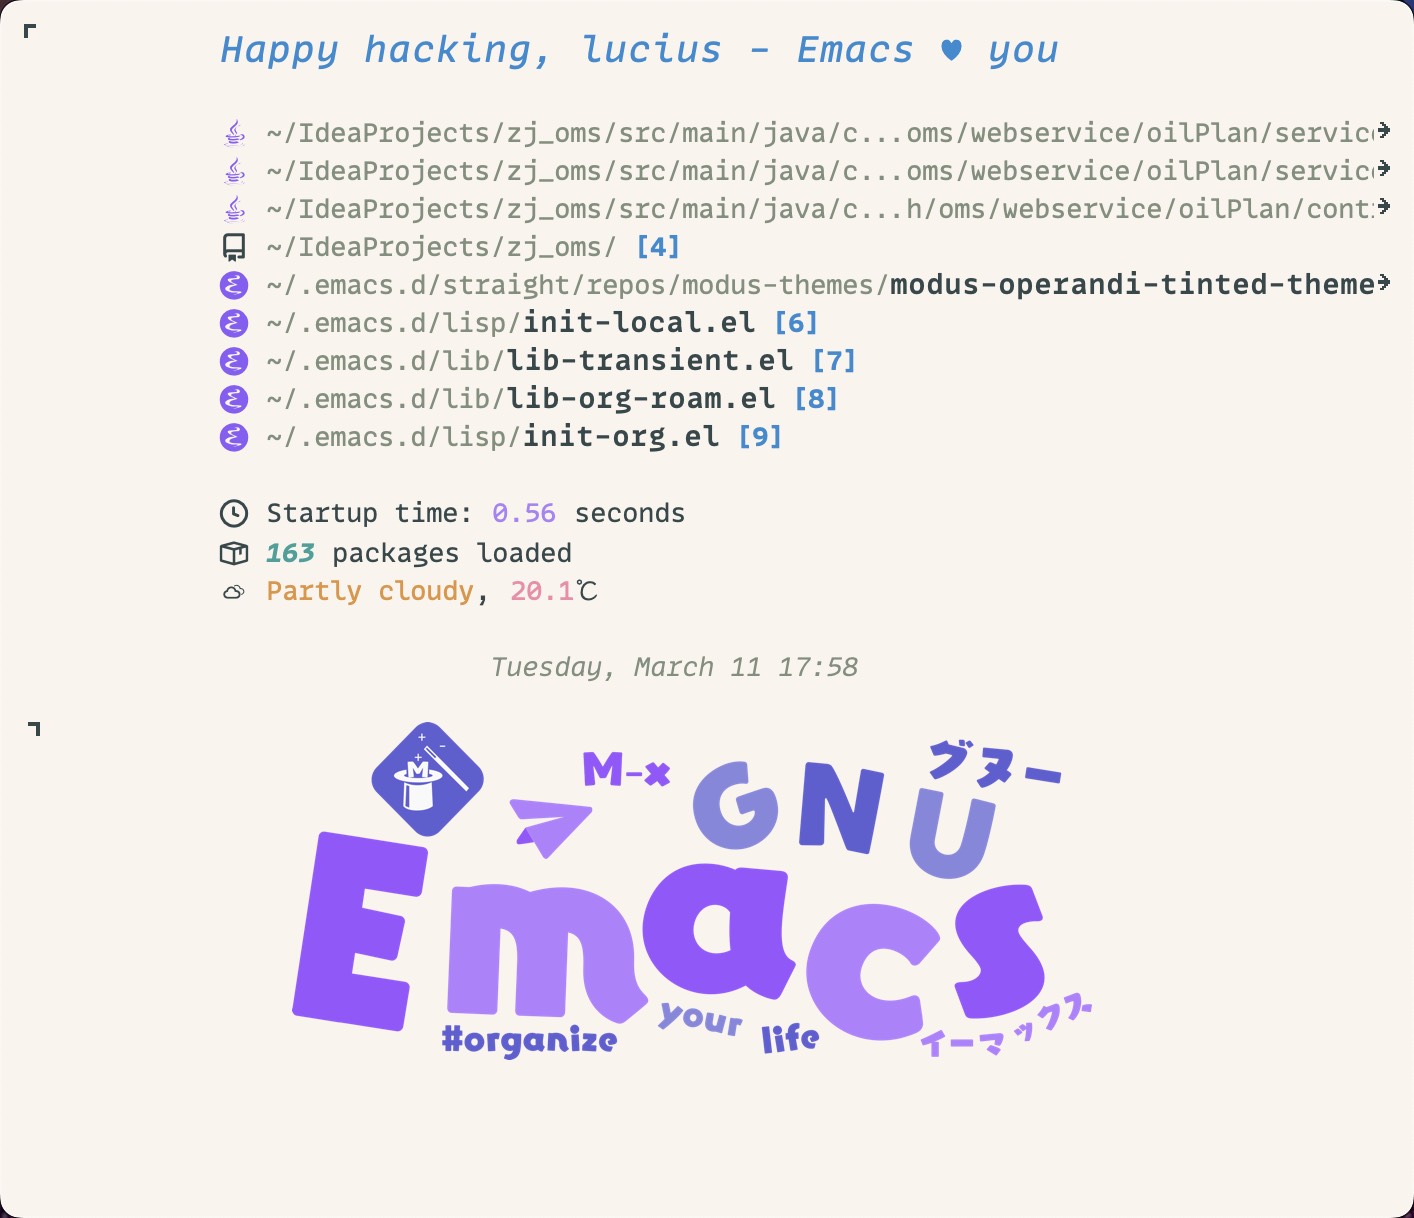 Happy hacking, lucius - Emacs ♥ you
~/IdeaProjects/zj_oms/src/main/java/c...oms/webservice/oilPlan/servic
~/IdeaProjects/zj_oms/src/main/java/c...oms/webservice/oilPlan/servic
~/IdeaProjects/zj_oms/src/main/java/c...h/oms/webservice/oilPlan/cont
~/IdeaProjects/zj_oms/ [4]
~/.emacs.d/straight/repos/modus-themes/modus-operandi-tinted-theme
~/.emacs.d/lisp/init-local.el [6]
~/.emacs.d/lib/lib-transient.el [7]
~/.emacs.d/lib/lib-org-roam.el [8]
~/.emacs.d/lisp/init-org.el [9]
Startup time: 0.56 seconds
163 packages loaded
Partly cloudy, 20.1℃
Tuesday, March 11 17:58
M
M-x
GNU
グヌー
Emacs
#organize your life
イーマックス